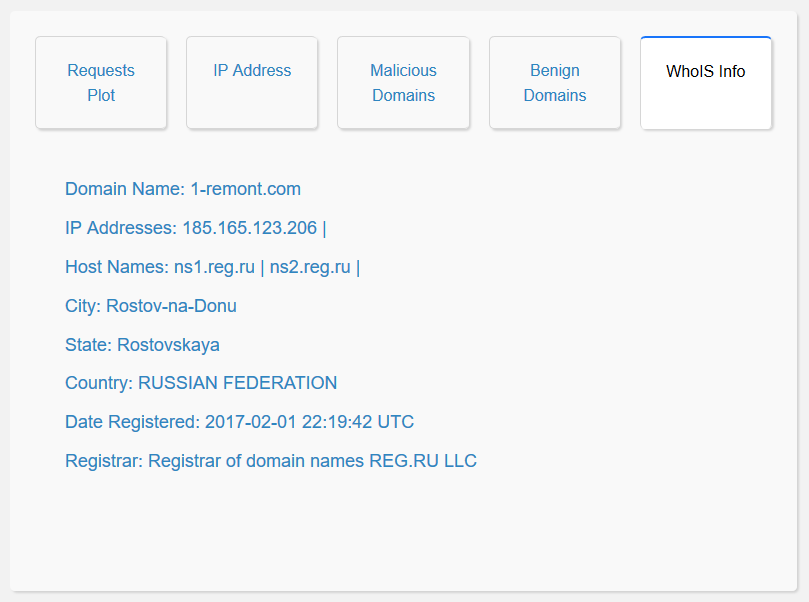 Requests
Plot
IP Address
Malicious
Domains
Benign
Domains
WhoIS Info
Domain Name: 1-remont.com
IP Addresses: 185.165.123.206 |
Host Names: ns1.reg.ru | ns2.reg.ru |
City: Rostov-na-Donu
State: Rostovskaya
Country: RUSSIAN FEDERATION
Date Registered: 2017-02-01 22:19:42 UTC
Registrar: Registrar of domain names REG.RU LLC